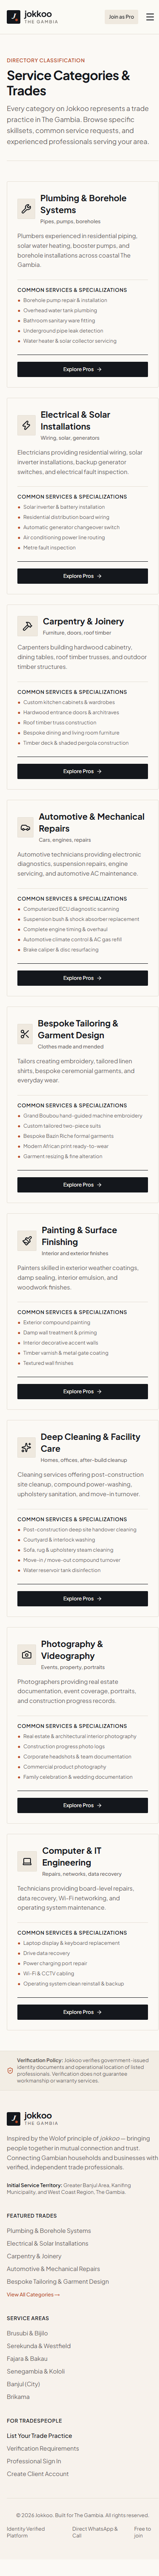 jokkoo
THE GAMBIA
Join as Pro
DIRECTORY CLASSIFICATION
Service Categories &
Trades
Every category on Jokkoo represents a trade
practice in The Gambia. Browse specific
skillsets, common service requests, and
experienced professionals serving your area.
Plumbing & Borehole
Systems
Pipes, pumps, boreholes
Plumbers experienced in residential piping,
solar water heating, booster pumps, and
borehole installations across coastal The
Gambia.
COMMON SERVICES & SPECIALIZATIONS
Borehole pump repair & installation
Overhead water tank plumbing
Bathroom sanitary ware fitting
Underground pipe leak detection
Water heater & solar collector servicing
Explore Pros →
Electrical & Solar
Installations
Wiring, solar, generators
Electricians providing residential wiring, solar
inverter installations, backup generator
switches, and electrical fault inspection.
COMMON SERVICES & SPECIALIZATIONS
Solar inverter & battery installation
Residential distribution board wiring
Automatic generator changeover switch
Air conditioning power line routing
Metre fault inspection
Explore Pros →
Carpentry & Joinery
Furniture, doors, roof timber
Carpenters building hardwood cabinetry,
dining tables, roof timber trusses, and outdoor
timber structures.
COMMON SERVICES & SPECIALIZATIONS
Custom kitchen cabinets & wardrobes
Hardwood entrance doors & architraves
Roof timber truss construction
Bespoke dining and living room furniture
Timber deck & shaded pergola construction
Explore Pros →
Automotive & Mechanical
Repairs
Cars, engines, repairs
Automotive technicians providing electronic
diagnostics, suspension repairs, engine
servicing, and automotive AC maintenance.
COMMON SERVICES & SPECIALIZATIONS
Computerized ECU diagnostic scanning
Suspension bush & shock absorber replacement
Complete engine timing & overhaul
Automotive climate control & AC gas refill
Brake caliper & disc resurfacing
Explore Pros →
Bespoke Tailoring &
Garment Design
Clothes made and mended
Tailors creating embroidery, tailored linen
shirts, bespoke ceremonial garments, and
everyday wear.
COMMON SERVICES & SPECIALIZATIONS
Grand Boubou hand-guided machine embroidery
Custom tailored two-piece suits
Bespoke Bazin Riche formal garments
Modern African print ready-to-wear
Garment resizing & fine alteration
Explore Pros →
Painting & Surface
Finishing
Interior and exterior finishes
Painters skilled in exterior weather coatings,
damp sealing, interior emulsion, and
woodwork finishes.
COMMON SERVICES & SPECIALIZATIONS
Exterior compound painting
Damp wall treatment & priming
Interior decorative accent walls
Timber varnish & metal gate coating
Textured wall finishes
Explore Pros →
Deep Cleaning & Facility
Care
Homes, offices, after-build cleanup
Cleaning services offering post-construction
site cleanup, compound power-washing,
upholstery sanitation, and move-in turnover.
COMMON SERVICES & SPECIALIZATIONS
Post-construction deep site handover cleaning
Courtyard & interlock washing
Sofa, rug & upholstery steam cleaning
Move-in / move-out compound turnover
Water reservoir tank disinfection
Explore Pros →
Photography &
Videography
Events, property, portraits
Photographers providing real estate
documentation, event coverage, portraits,
and construction progress records.
COMMON SERVICES & SPECIALIZATIONS
Real estate & architectural interior photography
Construction progress photo logs
Corporate headshots & team documentation
Commercial product photography
Family celebration & wedding documentation
Explore Pros →
Computer & IT
Engineering
Repairs, networks, data recovery
Technicians providing board-level repairs,
data recovery, Wi-Fi networking, and
operating system maintenance.
COMMON SERVICES & SPECIALIZATIONS
Laptop display & keyboard replacement
Drive data recovery
Power charging port repair
Wi-Fi & CCTV cabling
Operating system clean reinstall & backup
Explore Pros →
Verification Policy: Jokkoo verifies government-issued
identity documents and operational location of listed
professionals. Verification does not guarantee
workmanship or warranty services.
jokkoo
THE GAMBIA
Inspired by the Wolof principle of jokkoo — bringing
people together in mutual connection and trust.
Connecting Gambian households and businesses with
verified, independent trade professionals.
Initial Service Territory: Greater Banjul Area, Kanifing
Municipality, and West Coast Region, The Gambia.
FEATURED TRADES
Plumbing & Borehole Systems
Electrical & Solar Installations
Carpentry & Joinery
Automotive & Mechanical Repairs
Bespoke Tailoring & Garment Design
View All Categories →
SERVICE AREAS
Brusubi & Bijilo
Serekunda & Westfield
Fajara & Bakau
Senegambia & Kololi
Banjul (City)
Brikama
FOR TRADESPEOPLE
List Your Trade Practice
Verification Requirements
Professional Sign In
Create Client Account
© 2026 Jokkoo. Built for The Gambia. All rights reserved.
Identity Verified Platform
Direct WhatsApp & Call
Free to join